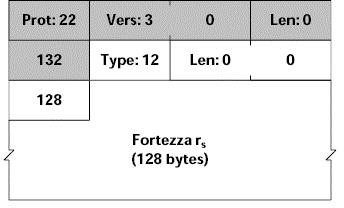 Prot: 22 Vers: 3 0 Len: 0
132 Type: 12 Len: 0 0
128
Fortezza rs
(128 bytes)